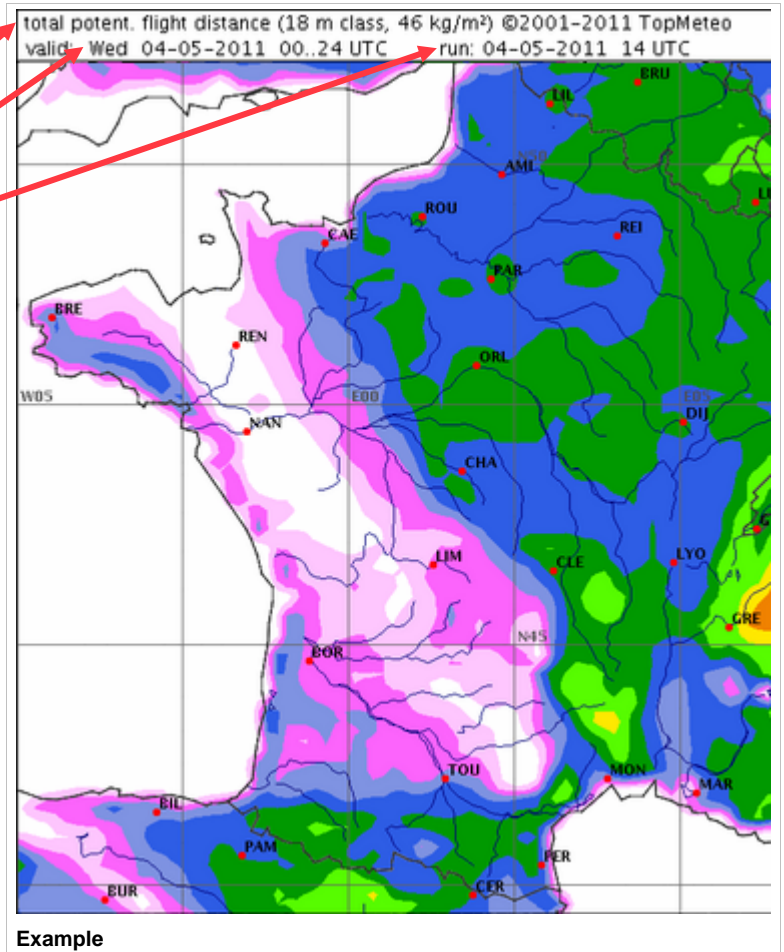 total potent. flight distance (18 m class, 46 kg/m²) ©2001-2011 TopMeteo
valid: Wed 04-05-2011 00..24 UTC run: 04-05-2011 14 UTC
BRU
LIL
N50
AMI
ROU
REI
CAE
PAR
BRE
REN
ORL
W05
E00
E05
NAN
DIJ
CHA
LIM
CLE
LYO
GRE
N45
BOR
TOU
MON
MAR
BIL
PAM
PER
CER
BUR
Example